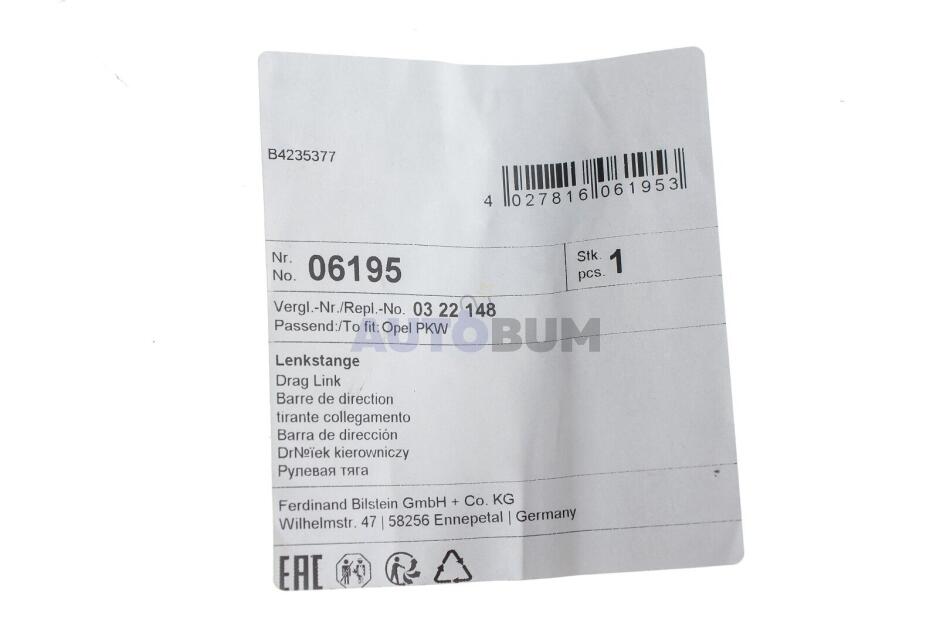 B4235377
4 027816 061953
Nr.
No. 06195
Stk.
pcs. 1
Vergl.-Nr./Repl.-No. 03 22 148
Passend:/To fit: Opel PKW
AUTOBUM
Lenkstange
Drag Link
Barre de direction
tirante collegamento
Barra de dirección
Dr№ïek kierowniczy
Рулевая тяга
Ferdinand Bilstein GmbH + Co. KG
Wilhelmstr. 47 | 58256 Ennepetal | Germany
EAC